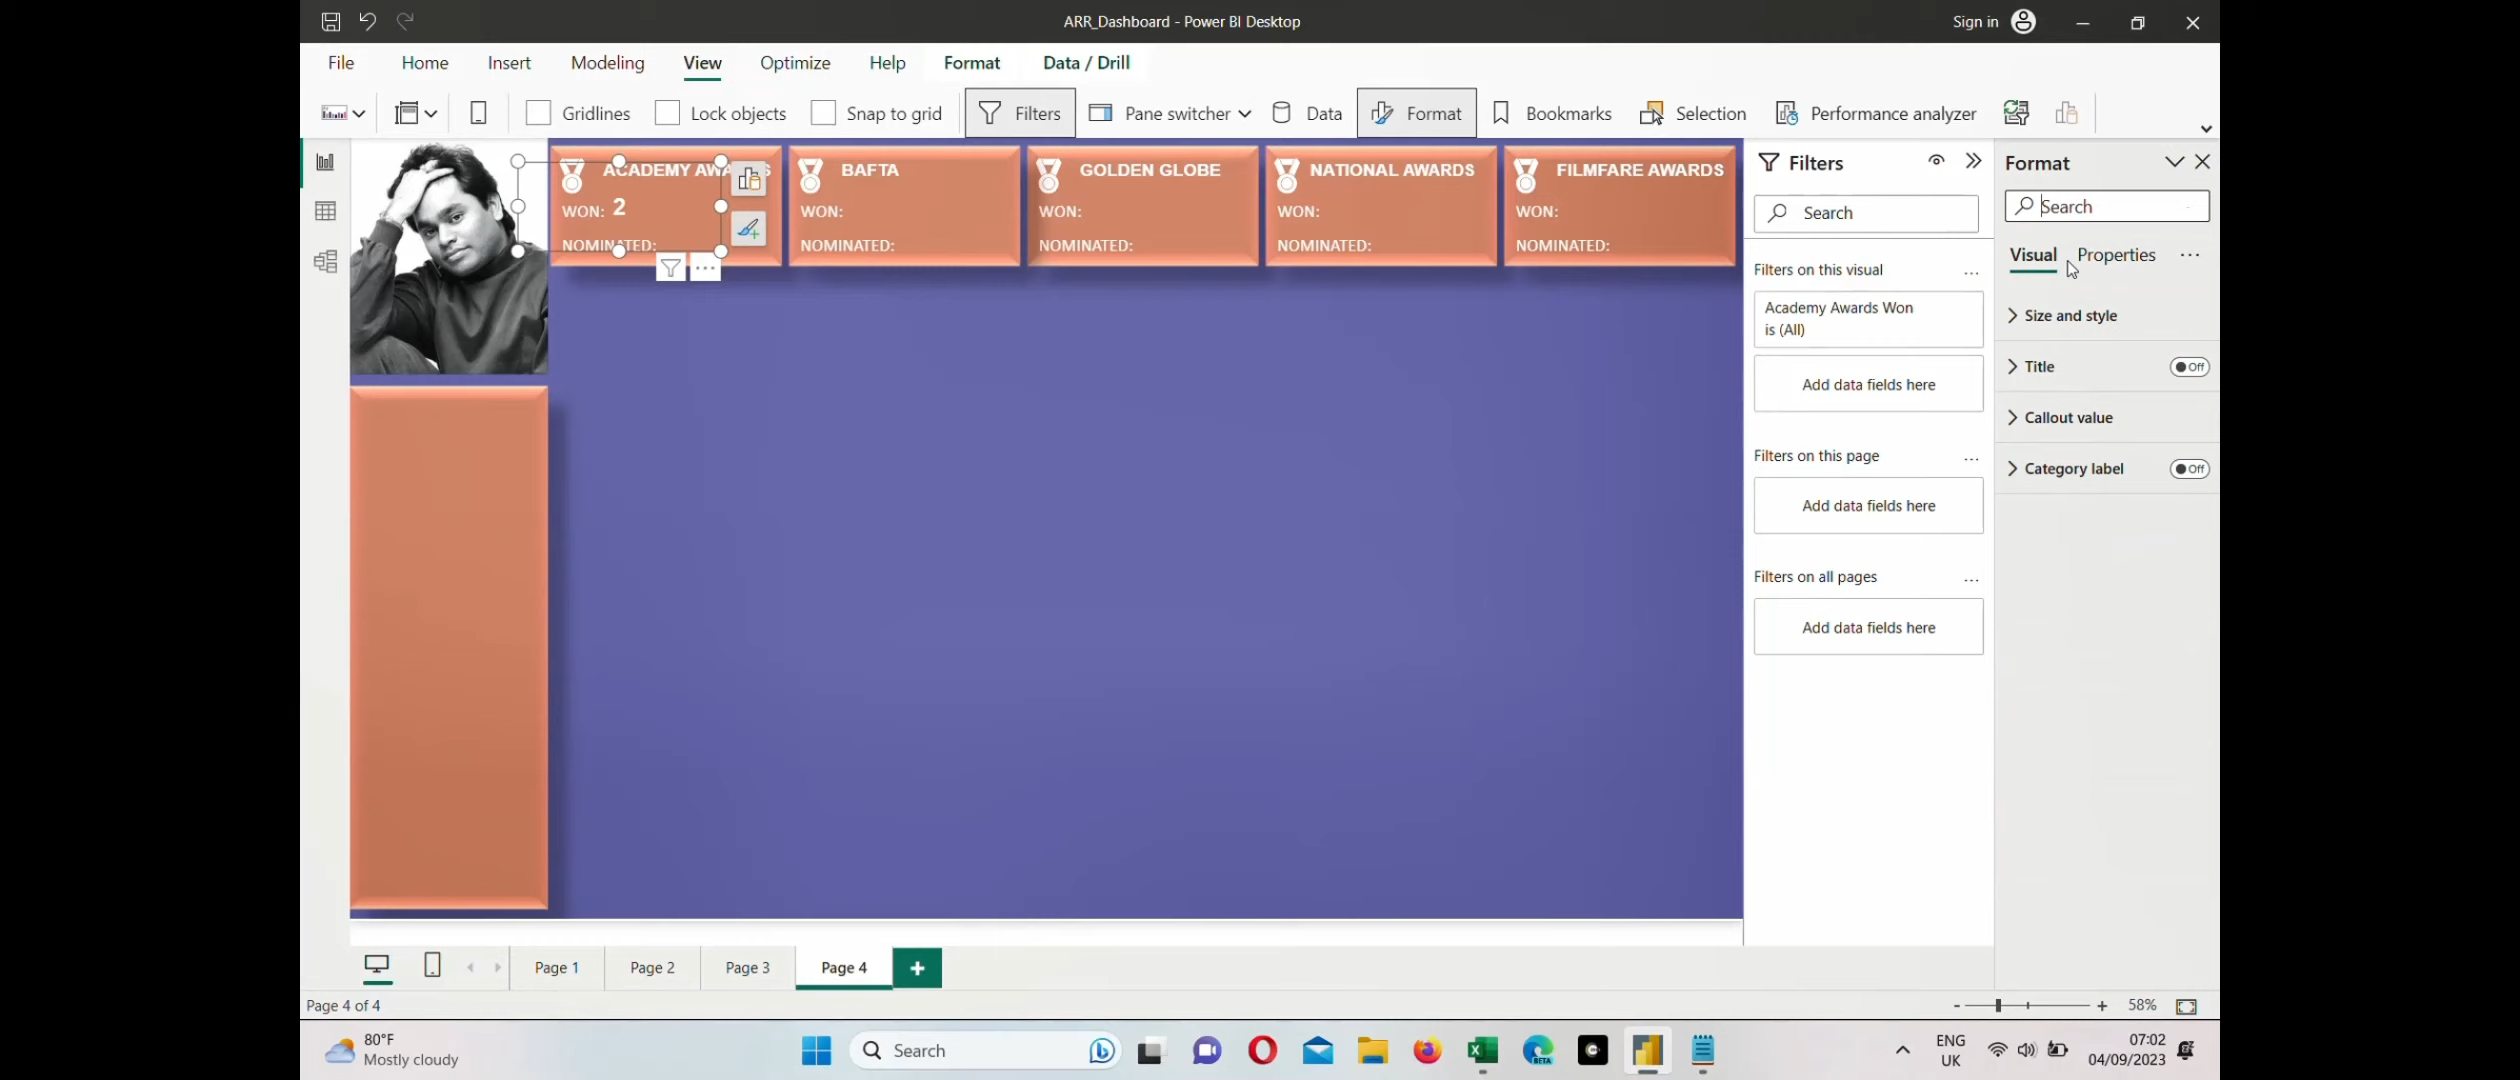 ARR_Dashboard - Power BI Desktop
Sign in
File Home Insert Modeling View Optimize Help Format Data / Drill
Gridlines Lock objects Snap to grid Filters Pane switcher Data Format Bookmarks Selection Performance analyzer
ACADEMY AWA S
WON: 2
NOMINATED:
BAFTA
WON:
NOMINATED:
GOLDEN GLOBE
WON:
NOMINATED:
NATIONAL AWARDS
WON:
NOMINATED:
FILMFARE AWARDS
WON:
NOMINATED:
Filters
Search
Filters on this visual ...
Academy Awards Won
is (All)
Add data fields here
Filters on this page ...
Add data fields here
Filters on all pages ...
Add data fields here
Format
Search
Visual Properties ...
Size and style
Title Off
Callout value
Category label Off
Page 1 Page 2 Page 3 Page 4 +
Page 4 of 4
- + 58%
80°F
Mostly cloudy
Search
BETA
ENG
UK
07:02
04/09/2023